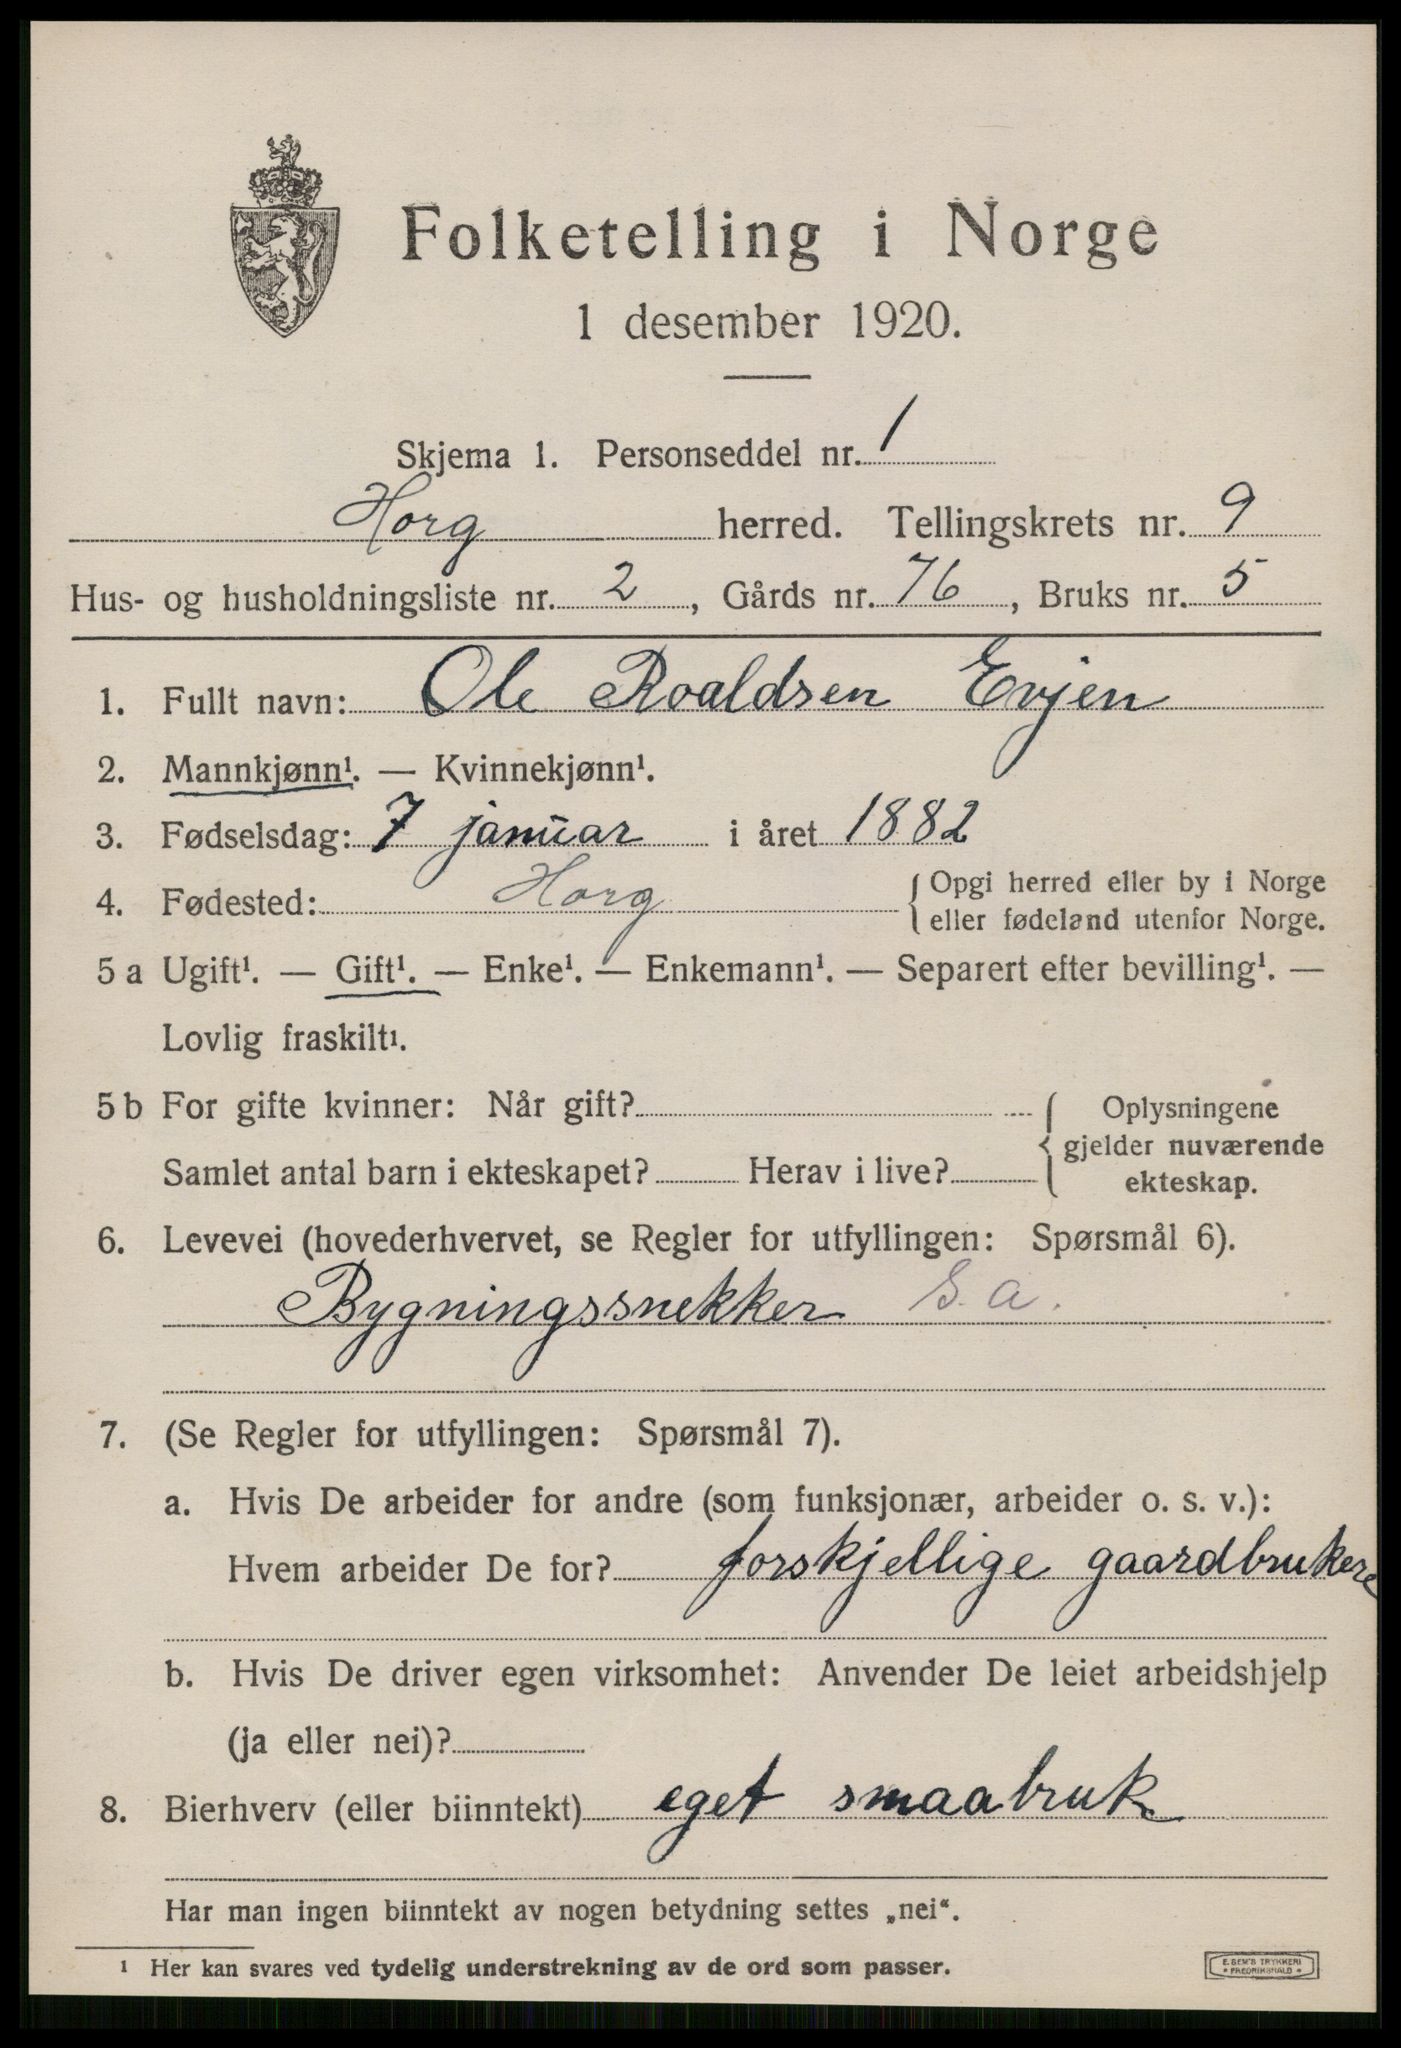 Folketelling i Norge
1 desember 1920.
Skjema 1. Personseddel nr. 1
Horg herred. Tellingskrets nr. 9
Hus- og husholdningsliste nr. 2, Gårds nr. 76, Bruks nr. 5
1. Fullt navn: Ole Roaldsen Evjen
2. Mannkjønn¹. — Kvinnekjønn¹.
3. Fødselsdag: 7 januar i året 1882
4. Fødested: Horg { Opgi herred eller by i Norge
eller fødeland utenfor Norge.
5 a Ugift¹. — Gift¹. — Enke¹. — Enkemann¹. — Separert efter bevilling¹. —
Lovlig fraskilt¹.
5 b For gifte kvinner: Når gift? { Oplysningene
gjelder nuværende
Samlet antal barn i ekteskapet? Herav i live? ekteskap.
6. Levevei (hovederhvervet, se Regler for utfyllingen: Spørsmål 6).
Bygningssnekker S. a.
7. (Se Regler for utfyllingen: Spørsmål 7).
a. Hvis De arbeider for andre (som funksjonær, arbeider o. s. v.):
Hvem arbeider De for? forskjellige gaardbrukere
b. Hvis De driver egen virksomhet: Anvender De leiet arbeidshjelp
(ja eller nei)?
8. Bierhverv (eller biinntekt) eget smaabruk
Har man ingen biinntekt av nogen betydning settes „nei“.
¹ Her kan svares ved tydelig understrekning av de ord som passer.
E. SEM'S TRYKKERI
• FREDRIKSHALD •